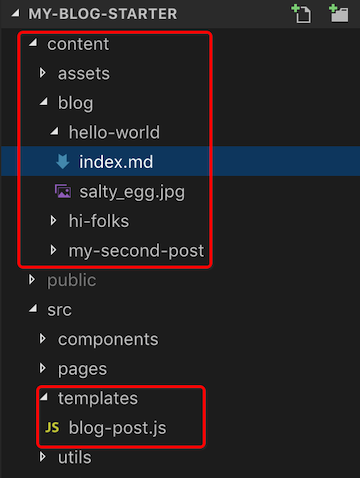 MY-BLOG-STARTER
content
assets
blog
hello-world
index.md
salty_egg.jpg
hi-folks
my-second-post
public
src
components
pages
templates
JS blog-post.js
utils